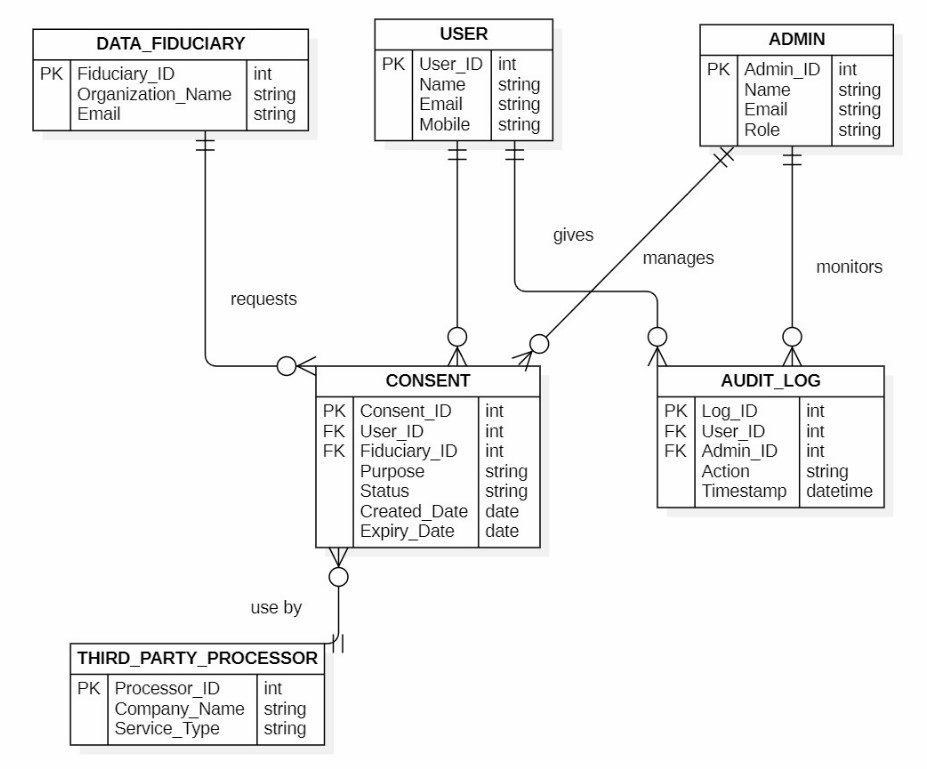 DATA_FIDUCIARY
PK Fiduciary_ID int
Organization_Name string
Email string
USER
PK User_ID int
Name string
Email string
Mobile string
ADMIN
PK Admin_ID int
Name string
Email string
Role string
gives
manages
monitors
requests
CONSENT
PK Consent_ID int
FK User_ID int
FK Fiduciary_ID int
Purpose string
Status string
Created_Date date
Expiry_Date date
AUDIT_LOG
PK Log_ID int
FK User_ID int
FK Admin_ID int
Action string
Timestamp datetime
use by
THIRD_PARTY_PROCESSOR
PK Processor_ID int
Company_Name string
Service_Type string